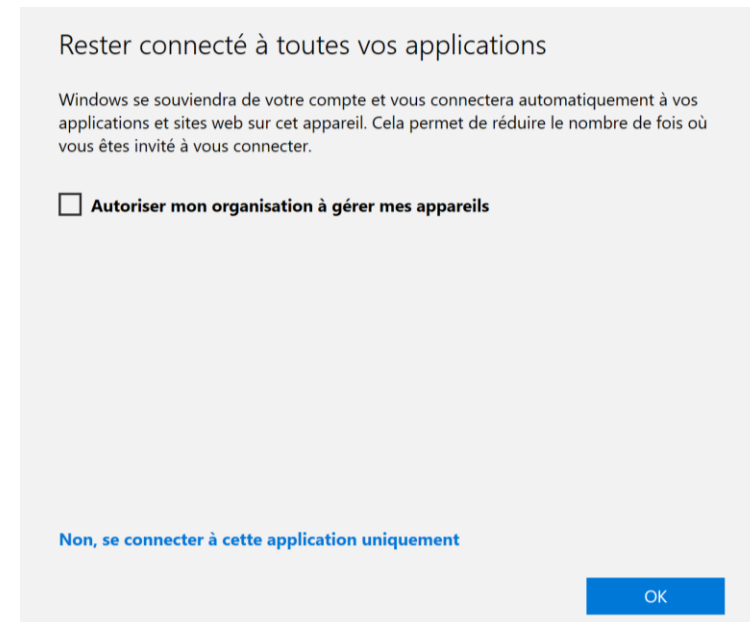 Rester connecté à toutes vos applications
Windows se souviendra de votre compte et vous connectera automatiquement à vos
applications et sites web sur cet appareil. Cela permet de réduire le nombre de fois où
vous êtes invité à vous connecter.
Autoriser mon organisation à gérer mes appareils
Non, se connecter à cette application uniquement
OK